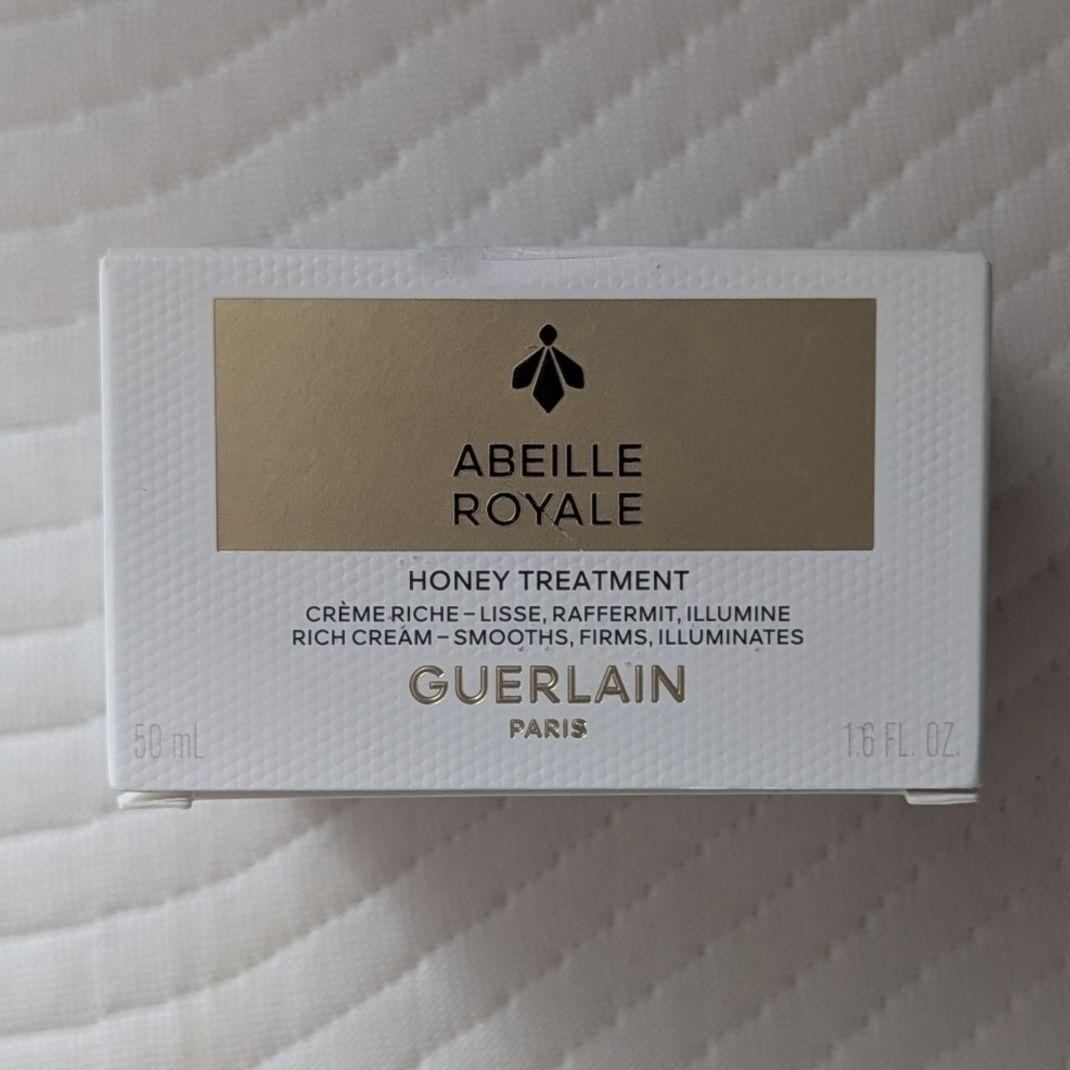 ABEILLE
ROYALE
HONEY TREATMENT
CRÈME RICHE – LISSE, RAFFERMIT, ILLUMINE
RICH CREAM – SMOOTHS, FIRMS, ILLUMINATES
GUERLAIN
PARIS
50 mL
1.6 FL. OZ.